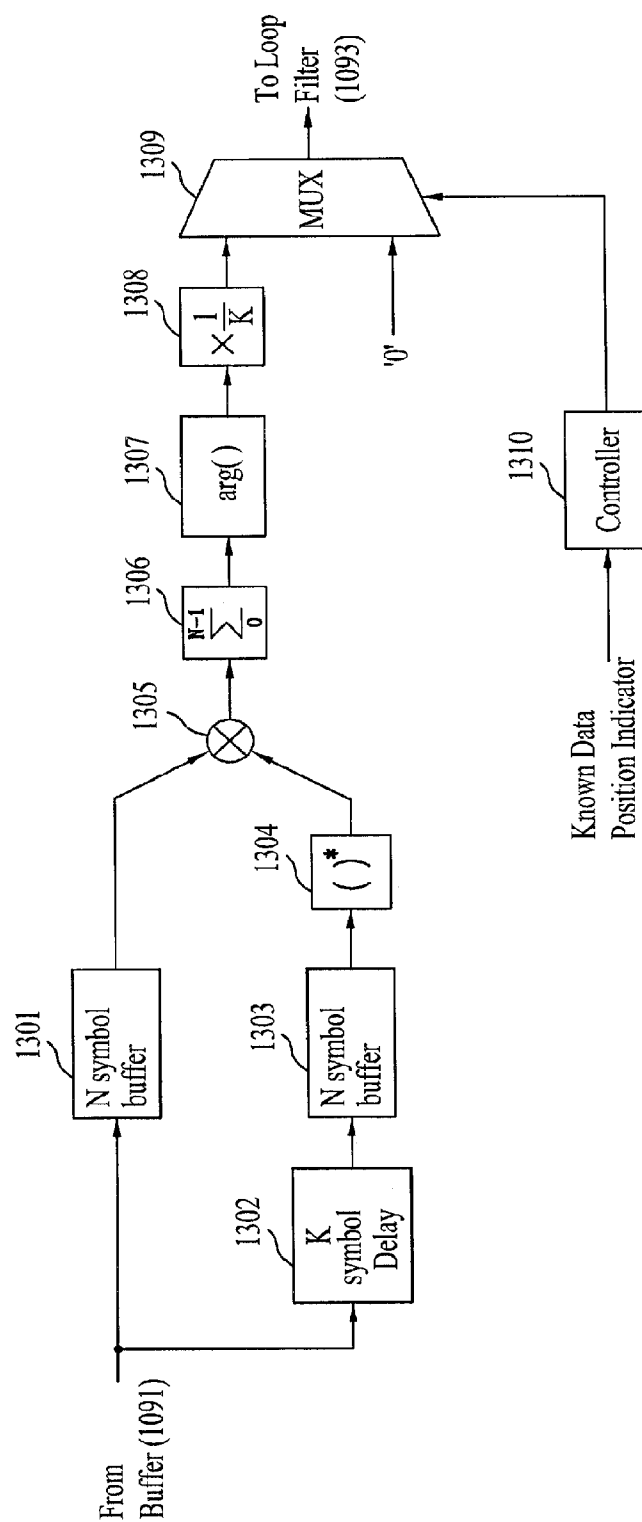 From
Buffer (1091)
1301
N symbol
buffer
1302
K
symbol
Delay
1303
N symbol
buffer
1304
( )*
1305
1306
N-1
∑
0
1307
arg( )
1308
× 1/K
1309
MUX
To Loop
Filter
(1093)
'0'
1310
Controller
Known Data
Position Indicator